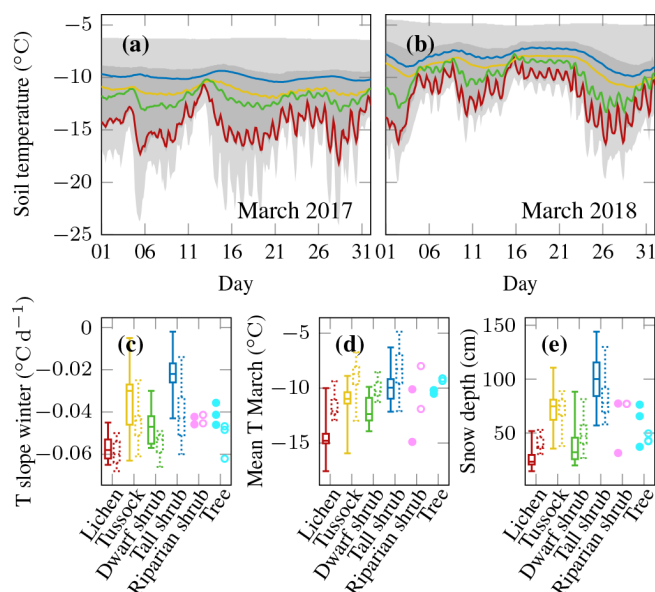 Soil temperature (°C)
−5
−10
−15
−20
−25
(a)
March 2017
01 06 11 16 21 26 31
Day
(b)
March 2018
01 06 11 16 21 26 31
Day
T slope winter (°C d⁻¹)
0
−0.02
−0.04
−0.06
(c)
Lichen
Tussock
Dwarf shrub
Tall shrub
Riparian shrub
Tree
Mean T March (°C)
−5
−10
−15
(d)
Lichen
Tussock
Dwarf shrub
Tall shrub
Riparian shrub
Tree
Snow depth (cm)
150
100
50
(e)
Lichen
Tussock
Dwarf shrub
Tall shrub
Riparian shrub
Tree